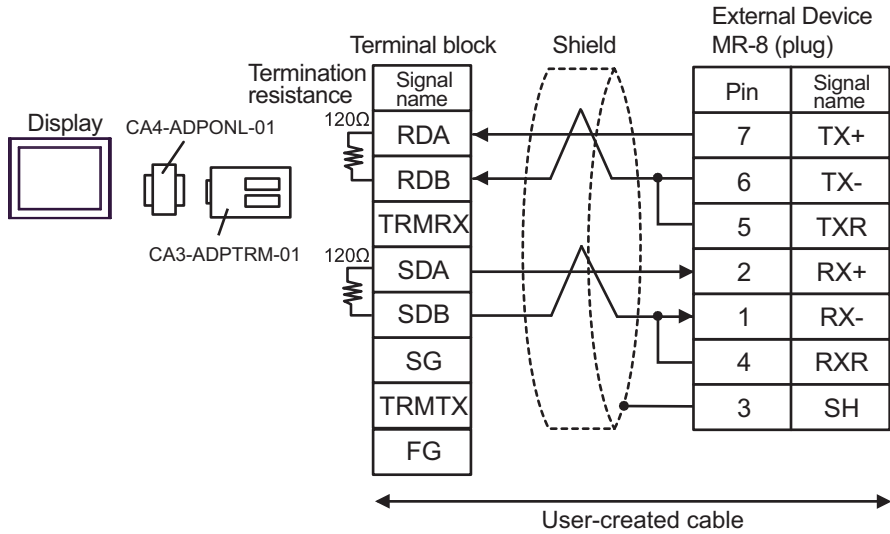 External Device
MR-8 (plug)
Terminal block
Shield
Termination
resistance
Display
CA4-ADPONL-01
CA3-ADPTRM-01
120Ω
120Ω
Signal
name
RDA
RDB
TRMRX
SDA
SDB
SG
TRMTX
FG
Pin Signal
name
7 TX+
6 TX-
5 TXR
2 RX+
1 RX-
4 RXR
3 SH
User-created cable